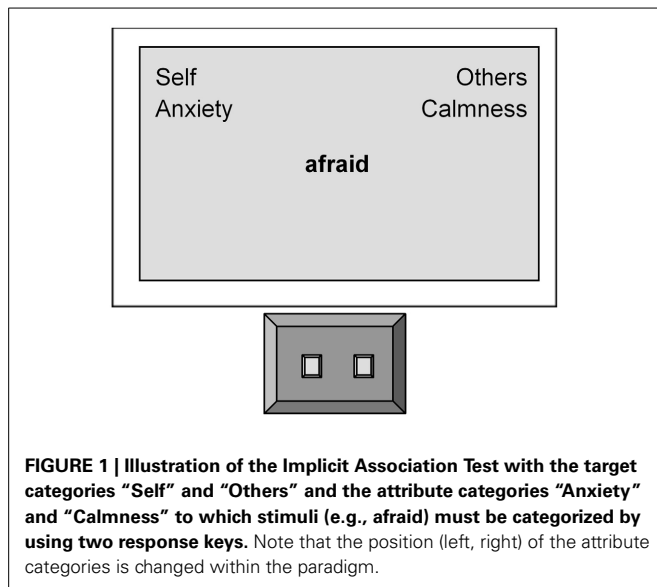 Self Others
Anxiety Calmness
afraid
FIGURE 1 | Illustration of the Implicit Association Test with the target
categories “Self” and “Others” and the attribute categories “Anxiety”
and “Calmness” to which stimuli (e.g., afraid) must be categorized by
using two response keys. Note that the position (left, right) of the attribute
categories is changed within the paradigm.